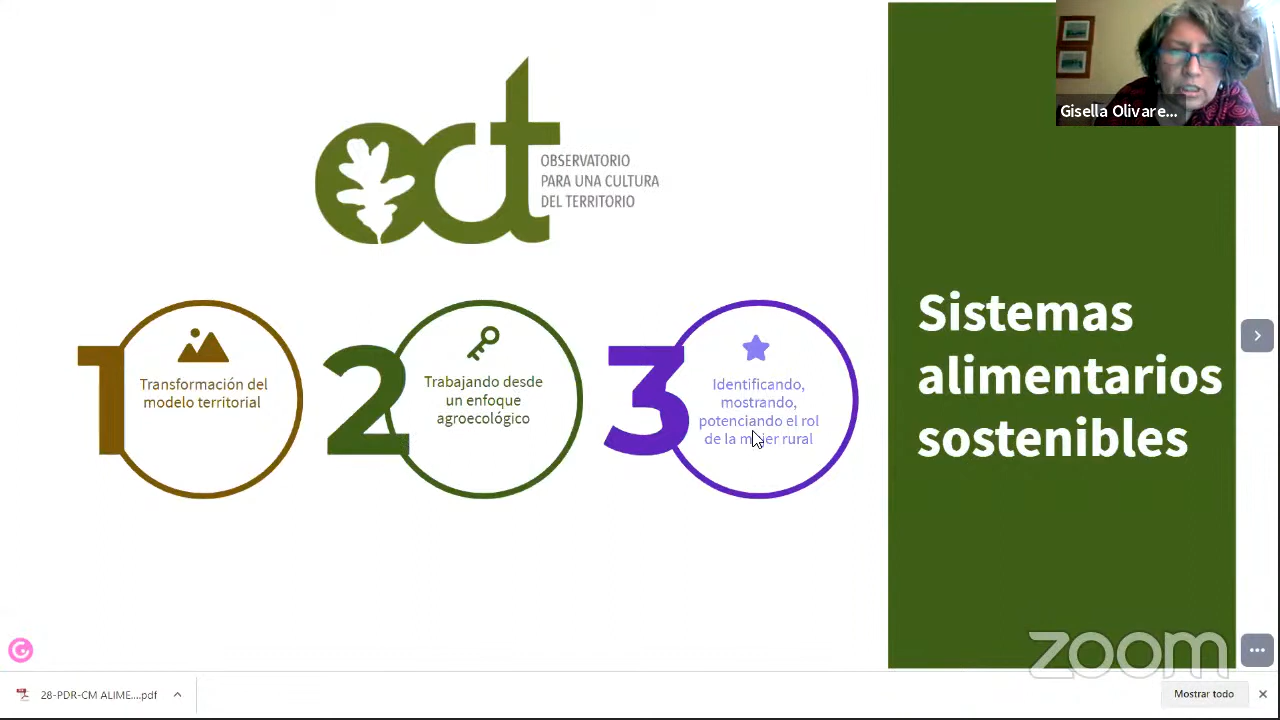 Gisella Olivare...
oct
OBSERVATORIO
PARA UNA CULTURA
DEL TERRITORIO
1
Transformación del
modelo territorial
2
Trabajando desde
un enfoque
agroecológico
3
Identificando,
mostrando,
potenciando el rol
de la mujer rural
Sistemas
alimentarios
sostenibles
zoom
28-PDR-CM ALIME....pdf
Mostrar todo